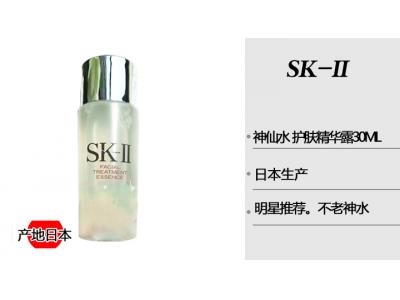 SK-II
FACIAL
TREATMENT
ESSENCE
产地日本
SK-II
神仙水 护肤精华露30ML
日本生产
明星推荐。不老神水